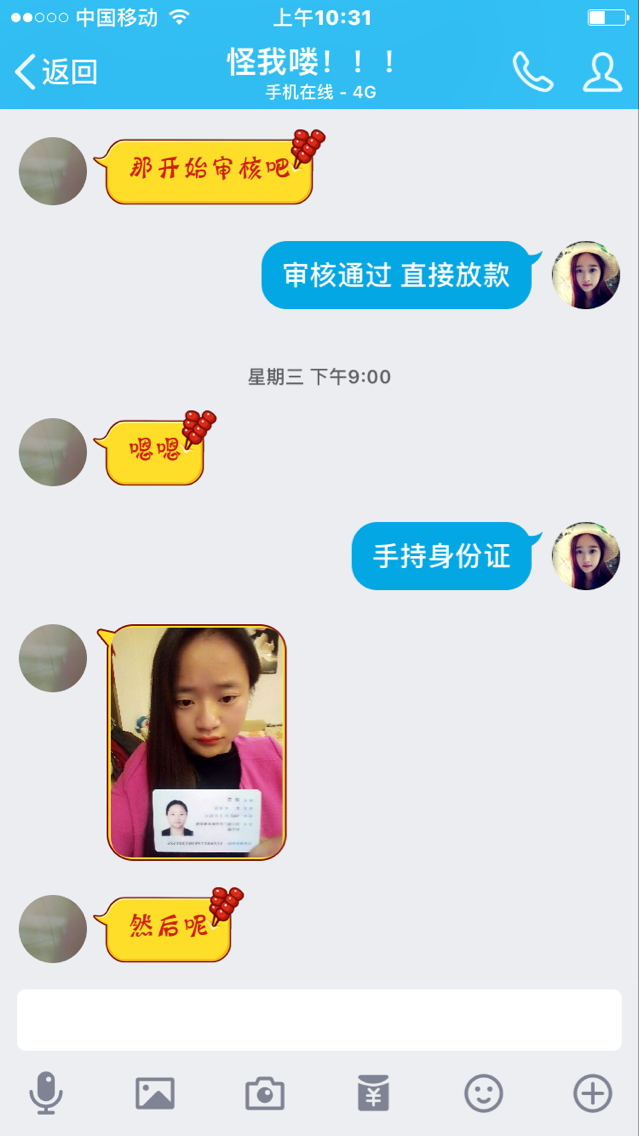 中国移动
上午10:31
返回
怪我喽！！！
手机在线 - 4G
那开始审核吧
审核通过 直接放款
星期三 下午9:00
嗯嗯
手持身份证
然后呢